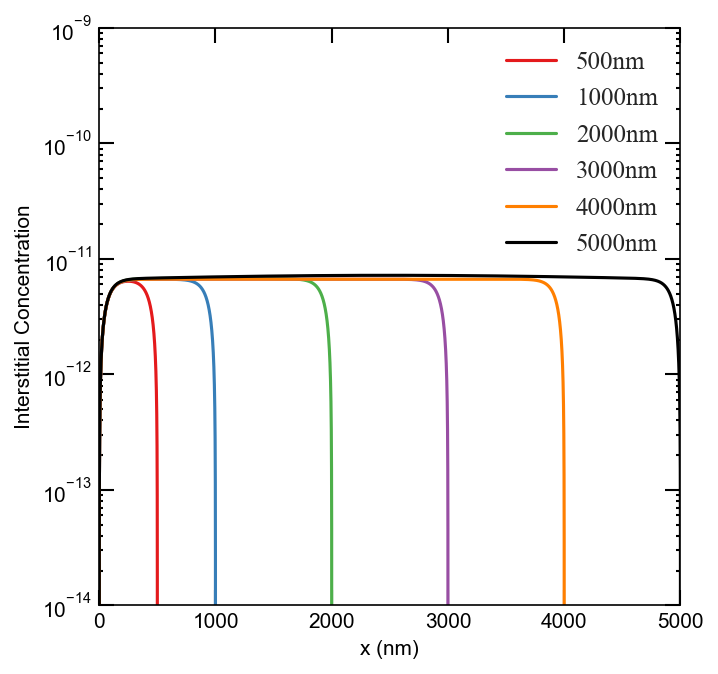 10⁻⁹
10⁻¹⁰
10⁻¹¹
10⁻¹²
10⁻¹³
10⁻¹⁴
Interstitial Concentration
500nm
1000nm
2000nm
3000nm
4000nm
5000nm
0 1000 2000 3000 4000 5000
x (nm)